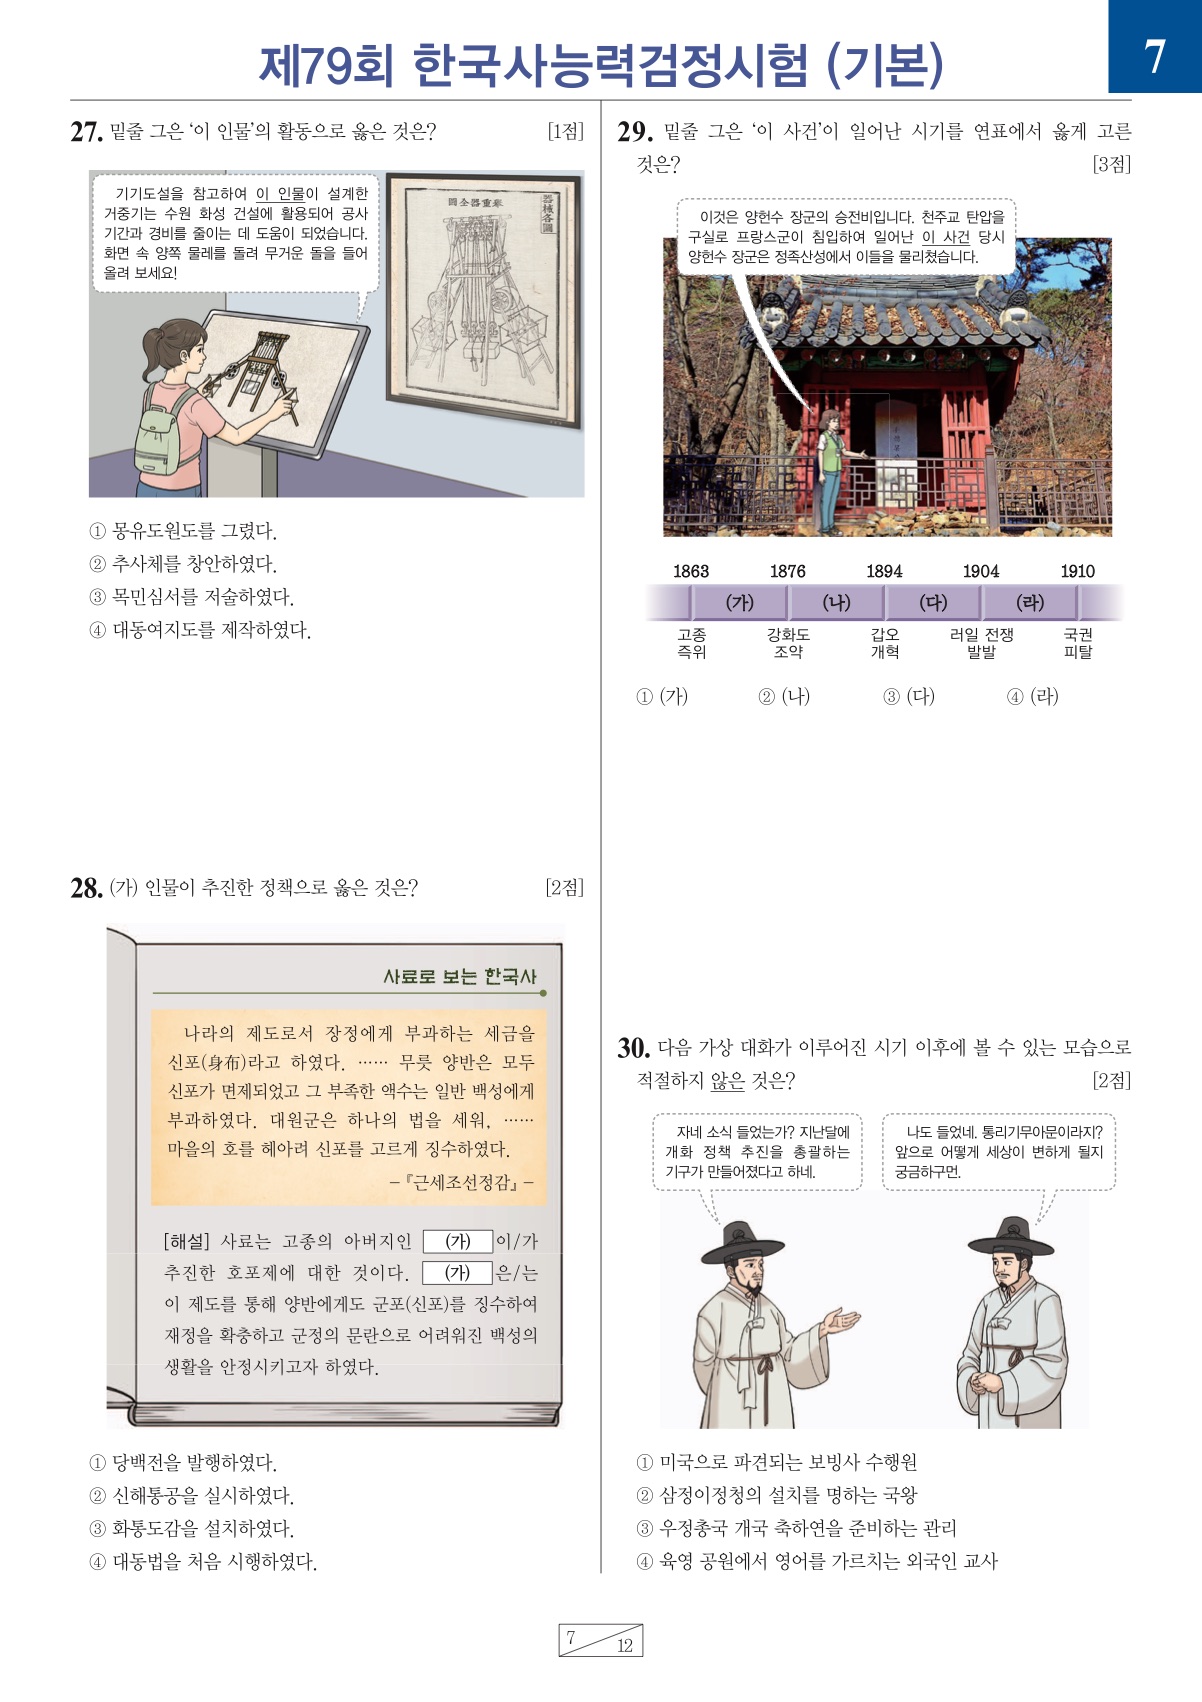 제79회 한국사능력검정시험 (기본)
7
27. 밑줄 그은 ‘이 인물’의 활동으로 옳은 것은? [1점]
기기도설을 참고하여 이 인물이 설계한
거중기는 수원 화성 건설에 활용되어 공사
기간과 경비를 줄이는 데 도움이 되었습니다.
화면 속 양쪽 물레를 돌려 무거운 돌을 들어
올려 보세요!
器械各圖
圖全器重擧
① 몽유도원도를 그렸다.
② 추사체를 창안하였다.
③ 목민심서를 저술하였다.
④ 대동여지도를 제작하였다.
28. (가) 인물이 추진한 정책으로 옳은 것은? [2점]
사료로 보는 한국사
나라의 제도로서 장정에게 부과하는 세금을
신포(身布)라고 하였다. …… 무릇 양반은 모두
신포가 면제되었고 그 부족한 액수는 일반 백성에게
부과하였다. 대원군은 하나의 법을 세워, ……
마을의 호를 헤아려 신포를 고르게 징수하였다.
- 『근세조선정감』 -
[해설] 사료는 고종의 아버지인 (가) 이/가
추진한 호포제에 대한 것이다. (가) 은/는
이 제도를 통해 양반에게도 군포(신포)를 징수하여
재정을 확충하고 군정의 문란으로 어려워진 백성의
생활을 안정시키고자 하였다.
① 당백전을 발행하였다.
② 신해통공을 실시하였다.
③ 화통도감을 설치하였다.
④ 대동법을 처음 시행하였다.
29. 밑줄 그은 ‘이 사건’이 일어난 시기를 연표에서 옳게 고른
것은? [3점]
이것은 양헌수 장군의 승전비입니다. 천주교 탄압을
구실로 프랑스군이 침입하여 일어난 이 사건 당시
양헌수 장군은 정족산성에서 이들을 물리쳤습니다.
1863 1876 1894 1904 1910
(가) (나) (다) (라)
고종 강화도 갑오 러일 전쟁 국권
즉위 조약 개혁 발발 피탈
① (가) ② (나) ③ (다) ④ (라)
30. 다음 가상 대화가 이루어진 시기 이후에 볼 수 있는 모습으로
적절하지 않은 것은? [2점]
자네 소식 들었는가? 지난달에
개화 정책 추진을 총괄하는
기구가 만들어졌다고 하네.
나도 들었네. 통리기무아문이라지?
앞으로 어떻게 세상이 변하게 될지
궁금하구먼.
① 미국으로 파견되는 보빙사 수행원
② 삼정이정청의 설치를 명하는 국왕
③ 우정총국 개국 축하연을 준비하는 관리
④ 육영 공원에서 영어를 가르치는 외국인 교사
7
12